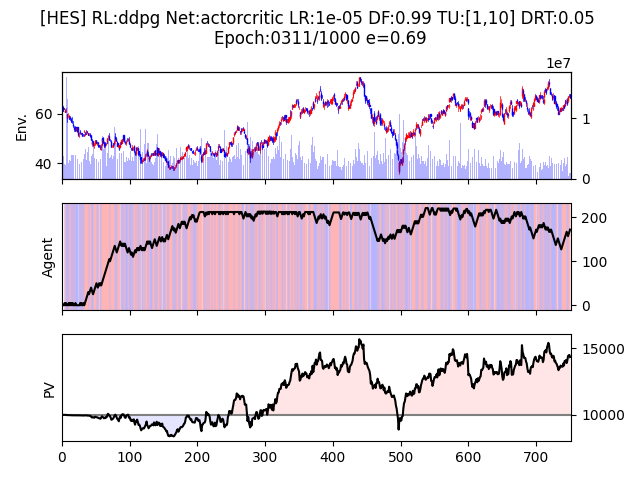 [HES] RL:ddpg Net:actorcritic LR:1e-05 DF:0.99 TU:[1,10] DRT:0.05
Epoch:0311/1000 e=0.69
1e7
Env.
60
40
1
0
Agent
200
100
0
PV
15000
10000
0 100 200 300 400 500 600 700